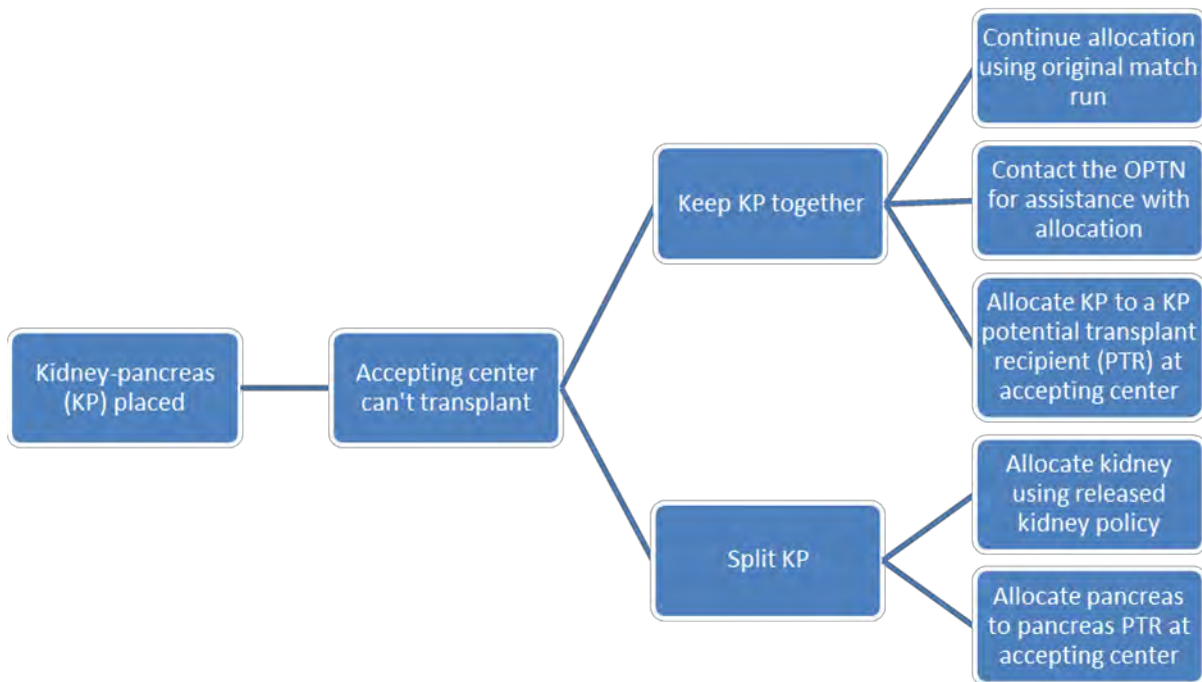 Kidney-pancreas
(KP) placed
Accepting center
can't transplant
Keep KP together
Continue allocation
using original match
run
Contact the OPTN
for assistance with
allocation
Allocate KP to a KP
potential transplant
recipient (PTR) at
accepting center
Split KP
Allocate kidney
using released
kidney policy
Allocate pancreas
to pancreas PTR at
accepting center